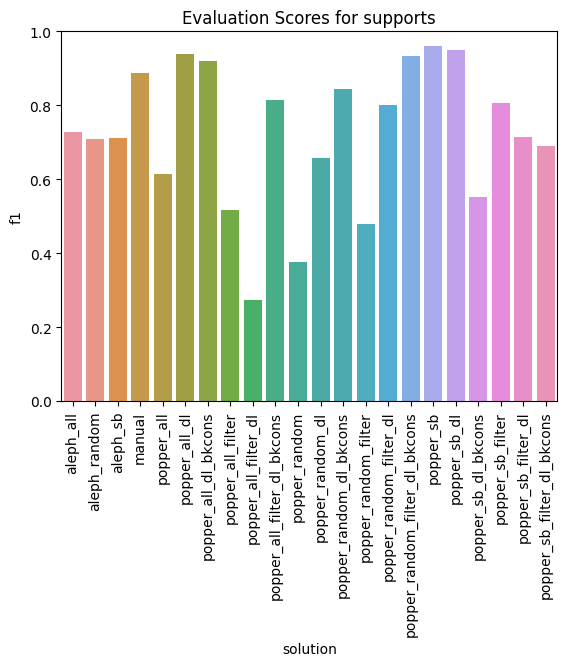 Evaluation Scores for supports
1.0
0.8
0.6
0.4
0.2
0.0
f1
aleph_all
aleph_random
aleph_sb
manual
popper_all
popper_all_dl
popper_all_dl_bkcons
popper_all_filter
popper_all_filter_dl
popper_all_filter_dl_bkcons
popper_random
popper_random_dl
popper_random_dl_bkcons
popper_random_filter
popper_random_filter_dl
popper_random_filter_dl_bkcons
popper_sb
popper_sb_dl
popper_sb_dl_bkcons
popper_sb_filter
popper_sb_filter_dl
popper_sb_filter_dl_bkcons
solution